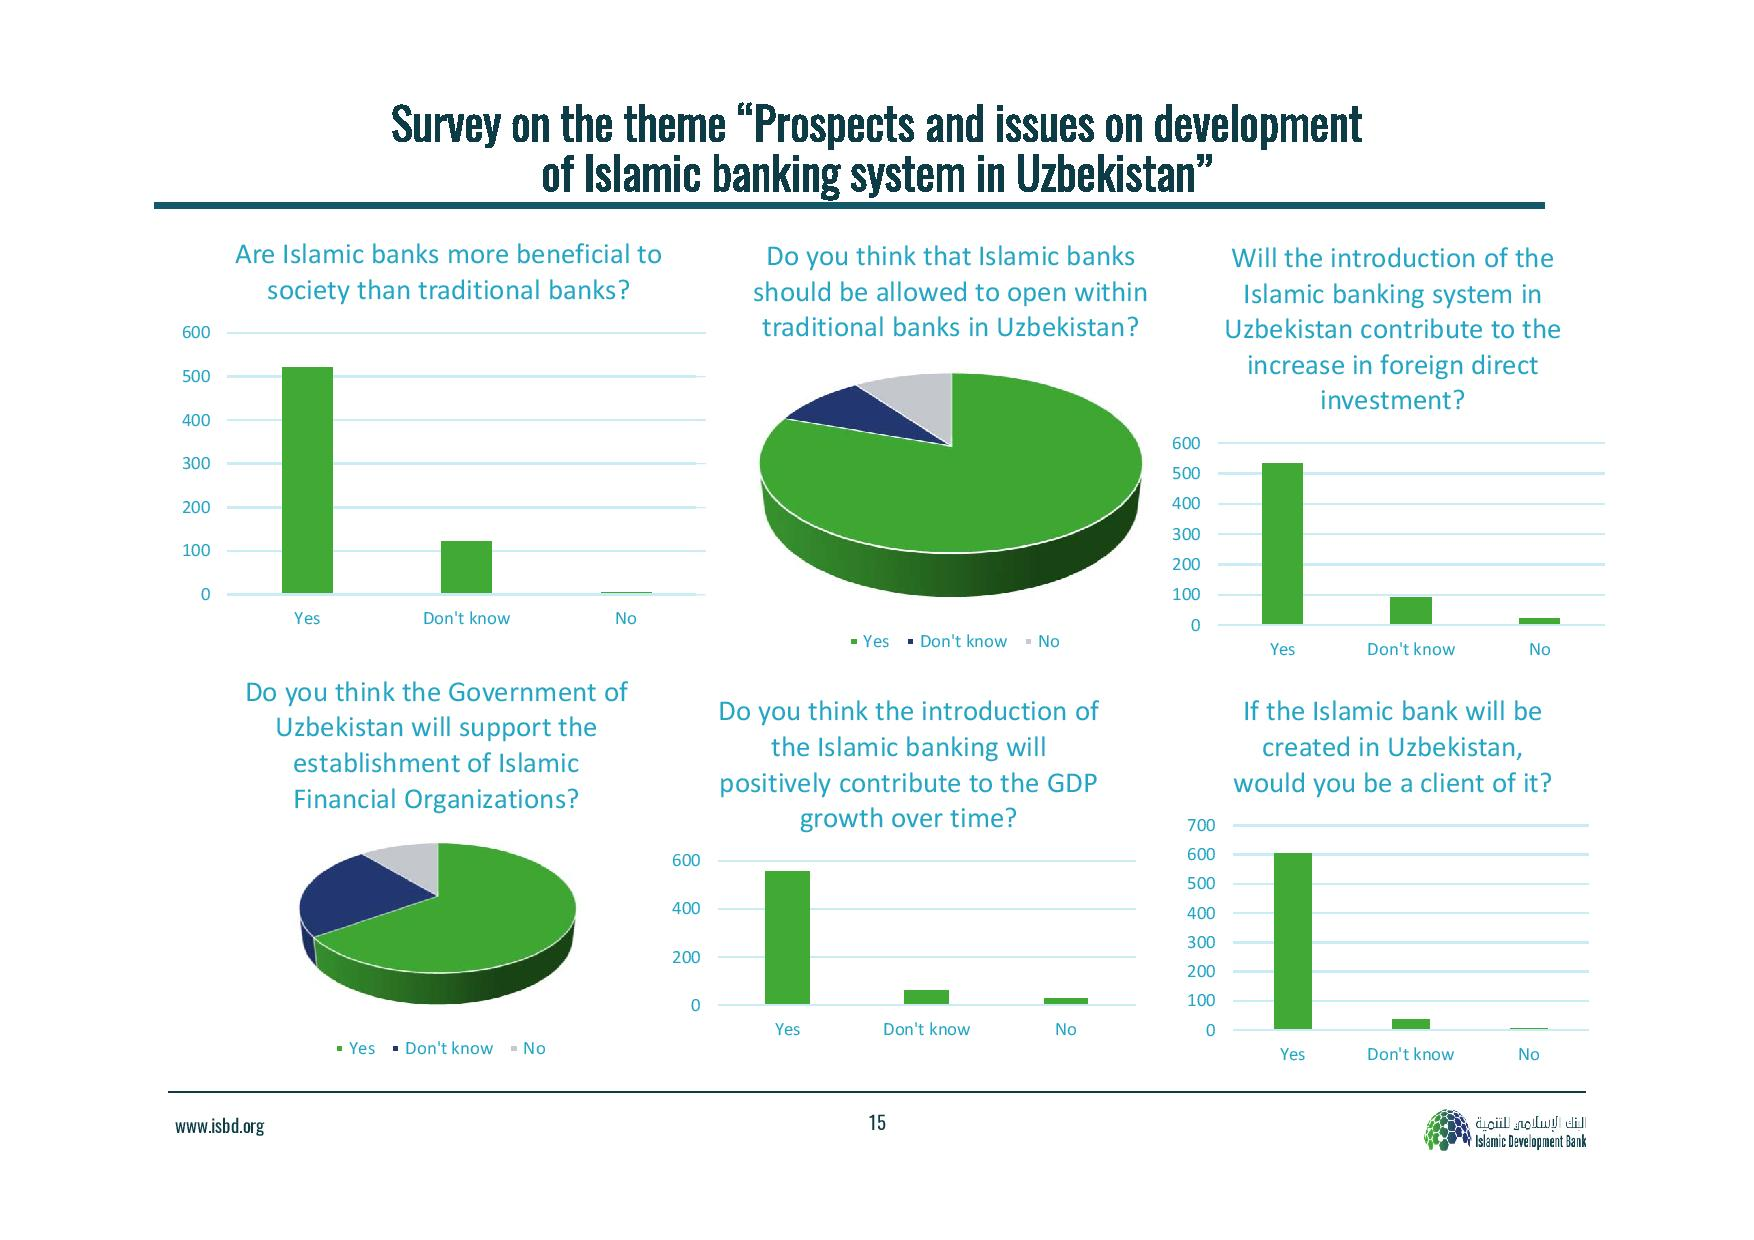 Survey on the theme “Prospects and issues on development
of Islamic banking system in Uzbekistan”
Are Islamic banks more beneficial to
society than traditional banks?
600
500
400
300
200
100
0
Yes
Don't know
No
Do you think that Islamic banks
should be allowed to open within
traditional banks in Uzbekistan?
Yes
Don't know
No
Will the introduction of the
Islamic banking system in
Uzbekistan contribute to the
increase in foreign direct
investment?
600
500
400
300
200
100
0
Yes
Don't know
No
Do you think the Government of
Uzbekistan will support the
establishment of Islamic
Financial Organizations?
Yes
Don't know
No
Do you think the introduction of
the Islamic banking will
positively contribute to the GDP
growth over time?
600
400
200
0
Yes
Don't know
No
If the Islamic bank will be
created in Uzbekistan,
would you be a client of it?
700
600
500
400
300
200
100
0
Yes
Don't know
No
www.isbd.org
15
البنك الإسلامي للتنمية
Islamic Development Bank